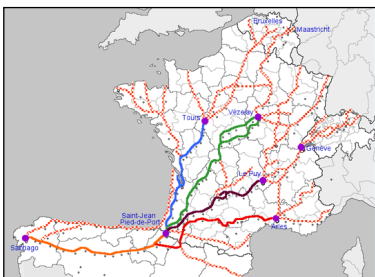 Bruxelles
Maastricht
Tours
Vézelay
Genève
Le Puy
Saint-Jean
Pied-de-Port
Arles
Santiago